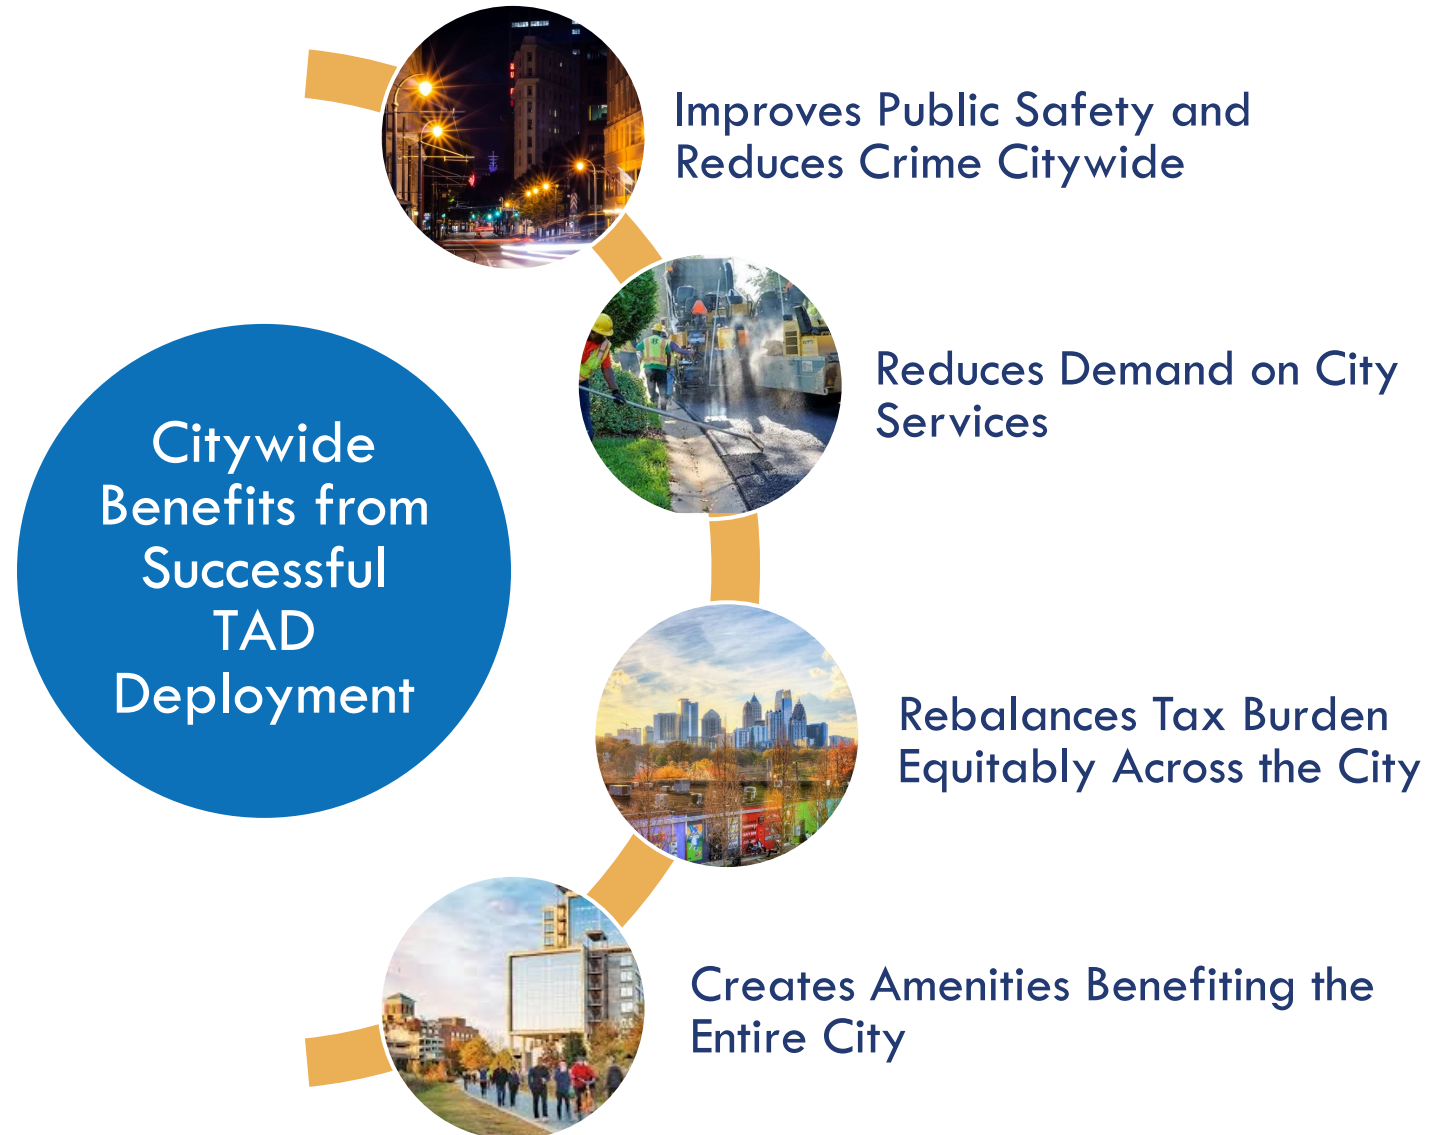 Improves Public Safety and
Reduces Crime Citywide
Reduces Demand on City
Services
Citywide
Benefits from
Successful
TAD
Deployment
Rebalances Tax Burden
Equitably Across the City
Creates Amenities Benefiting the
Entire City